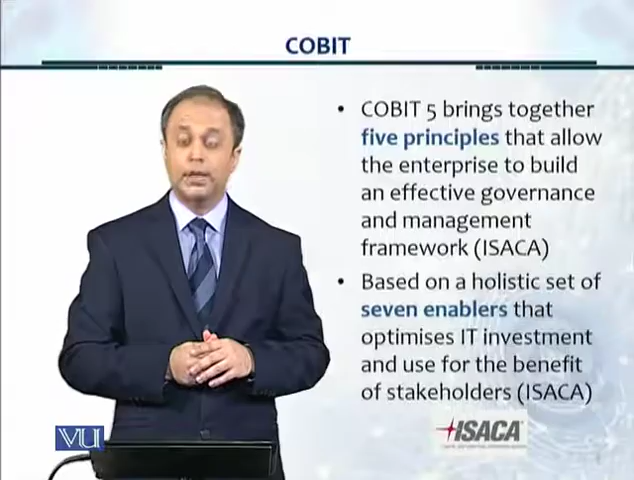 COBIT
• COBIT 5 brings together
five principles that allow
the enterprise to build
an effective governance
and management
framework (ISACA)
• Based on a holistic set of
seven enablers that
optimises IT investment
and use for the benefit
of stakeholders (ISACA)
ISACA
VU